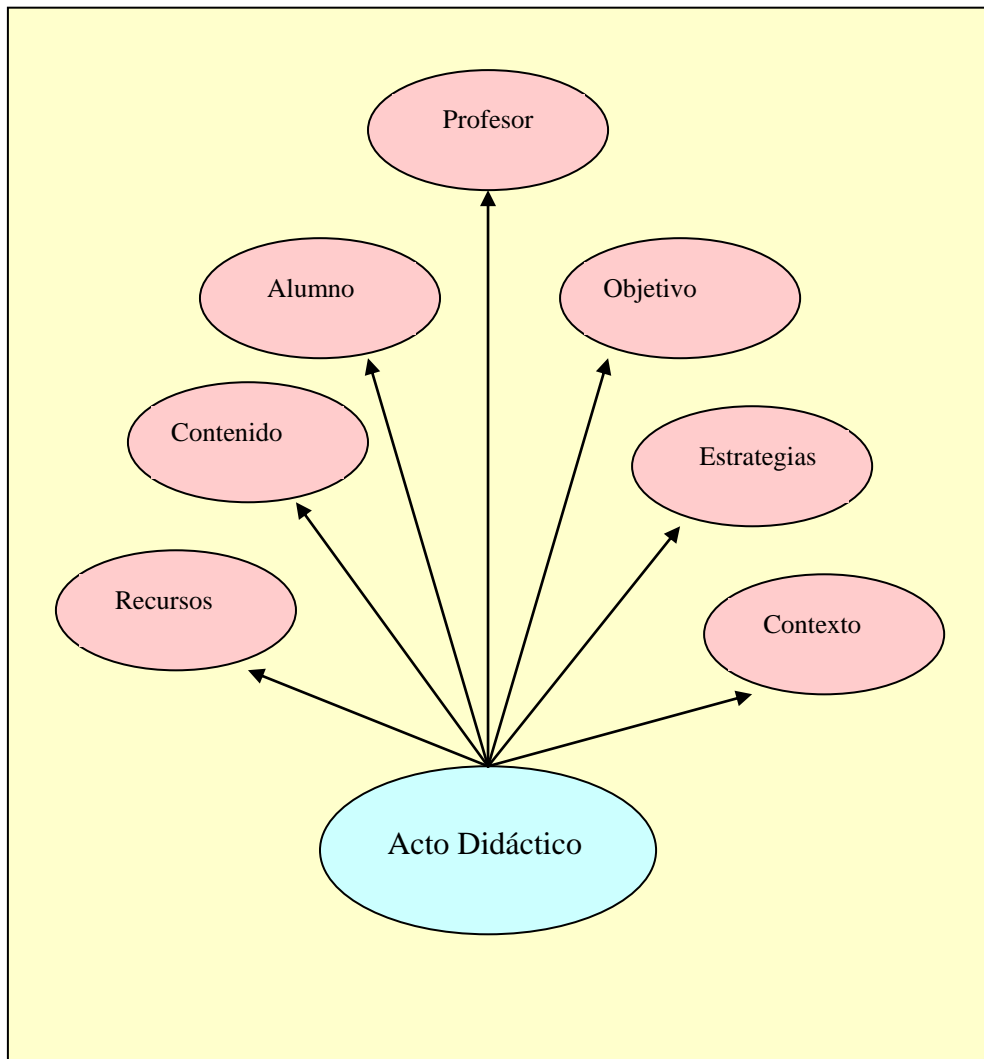 Profesor
Alumno
Objetivo
Contenido
Estrategias
Recursos
Contexto
Acto Didáctico